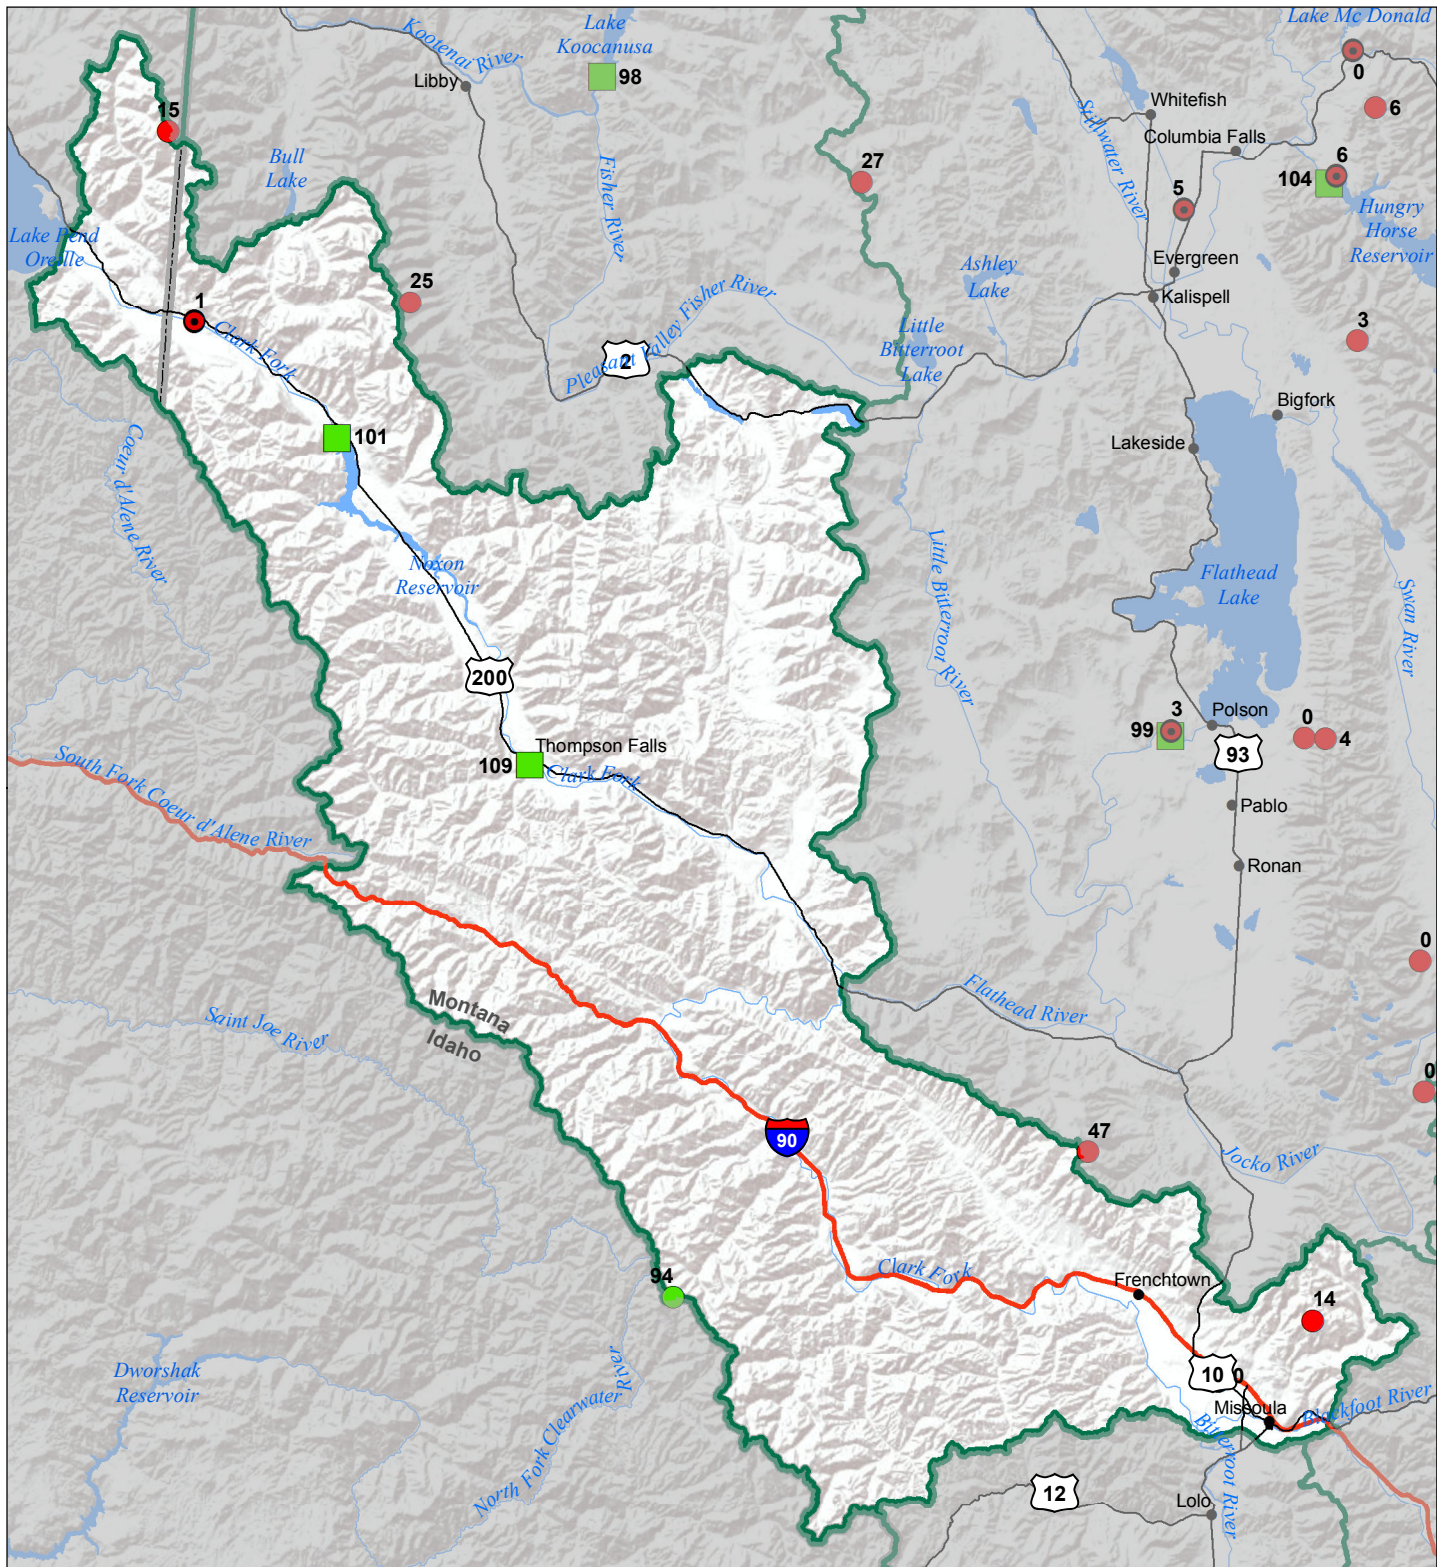 Lake Mc Donald
0
6
Lake
Koocanusa
98
Kootenai River
Libby
Whitefish
Columbia Falls
Stillwater River
15
Bull
Lake
Fisher River
27
6
104
5
Hungry
Horse
Reservoir
Lake Pend
Oreille
25
1
Clark Fork
Ashley
Lake
Evergreen
Kalispell
Pleasant Valley Fisher River
2
Little
Bitterroot
Lake
3
Bigfork
Lakeside
101
Coeur d'Alene River
Noxon
Reservoir
Little Bitterroot River
Flathead
Lake
Swan River
200
3
99
Polson
0
4
93
Thompson Falls
109
Clark Fork
South Fork Coeur d'Alene River
Pablo
Ronan
0
Montana
Idaho
Saint Joe River
Flathead River
0
90
47
Jocko River
94
Clark Fork
Frenchtown
14
Dworshak
Reservoir
North Fork Clearwater
River
10
0
Missoula
Blackfoot River
Bitterroot River
12
Lolo